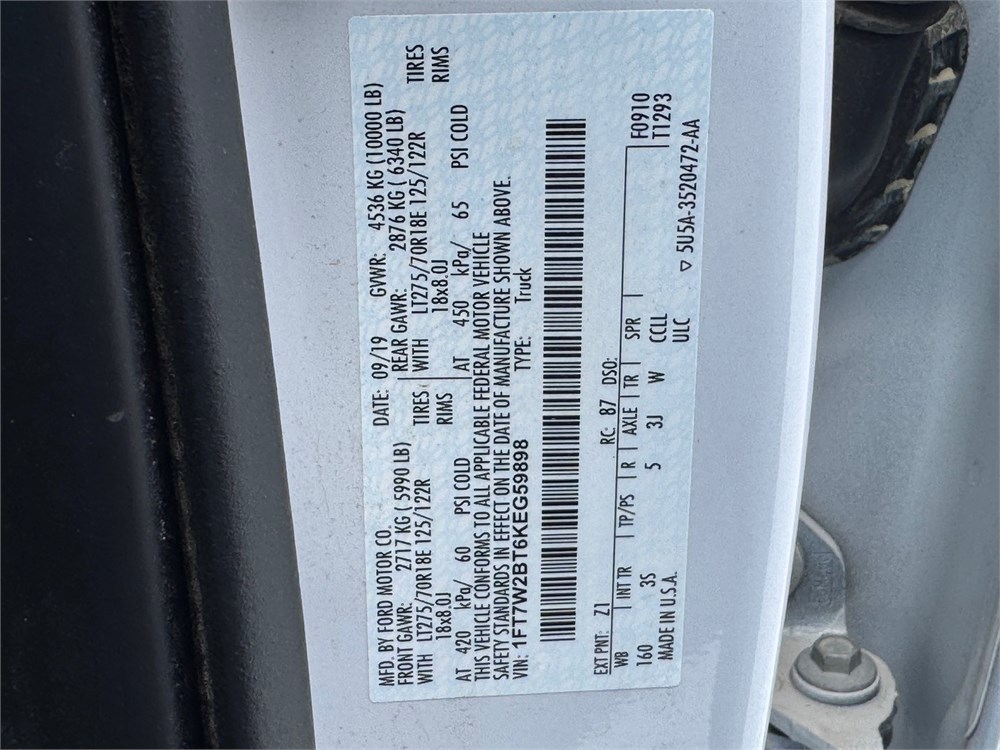 MFD. BY FORD MOTOR CO. DATE: 09/19 GVWR: 4536 KG (10000 LB)
FRONT GAWR: 2717 KG ( 5990 LB) REAR GAWR: 2876 KG ( 6340 LB)
WITH LT275/70R18E 125/122R TIRES WITH LT275/70R18E 125/122R TIRES
18x8.0J RIMS 18x8.0J RIMS
AT 420 kPa/ 60 PSI COLD AT 450 kPa/ 65 PSI COLD
THIS VEHICLE CONFORMS TO ALL APPLICABLE FEDERAL MOTOR VEHICLE
SAFETY STANDARDS IN EFFECT ON THE DATE OF MANUFACTURE SHOWN ABOVE.
VIN: 1FT7W2BT6KEG59898 TYPE: Truck
EXT PNT: Z1 RC: 87 DSO:
WB INT TR TP/PS R AXLE TR SPR F0910
160 3S 5 3J W CCLL T1293
MADE IN U.S.A. ULC
▽ 5U5A-3520472-AA